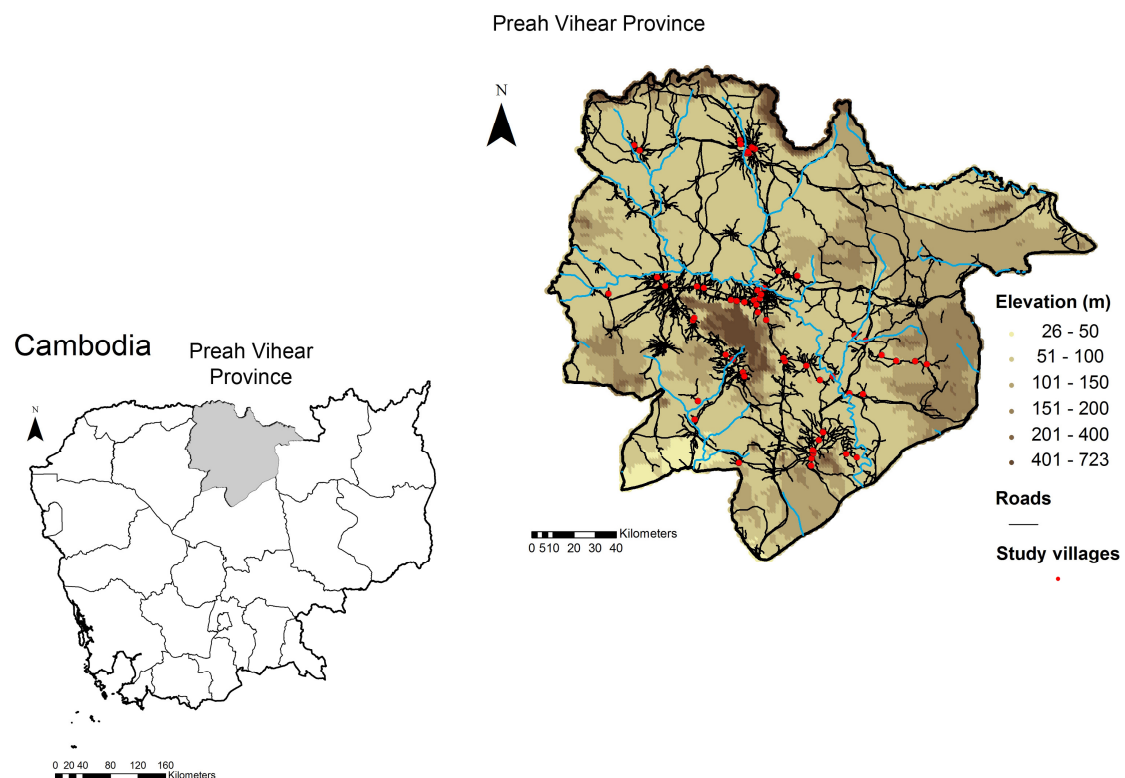 Preah Vihear Province
N
Elevation (m)
26 - 50
51 - 100
101 - 150
151 - 200
201 - 400
401 - 723
Roads
Study villages
Kilometers
0 510 20 30 40
Cambodia
Preah Vihear
Province
N
0 20 40 80 120 160
Kilometers